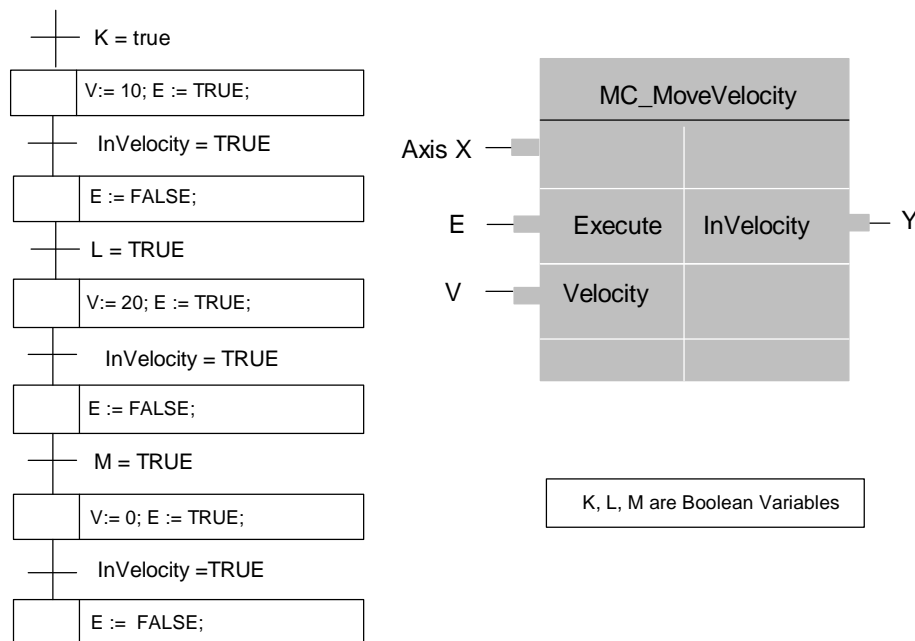 K = true
V:= 10; E := TRUE;
InVelocity = TRUE
E := FALSE;
L = TRUE
V:= 20; E := TRUE;
InVelocity = TRUE
E := FALSE;
M = TRUE
V:= 0; E := TRUE;
InVelocity =TRUE
E := FALSE;
MC_MoveVelocity
Axis X
E Execute InVelocity Y
V Velocity
K, L, M are Boolean Variables